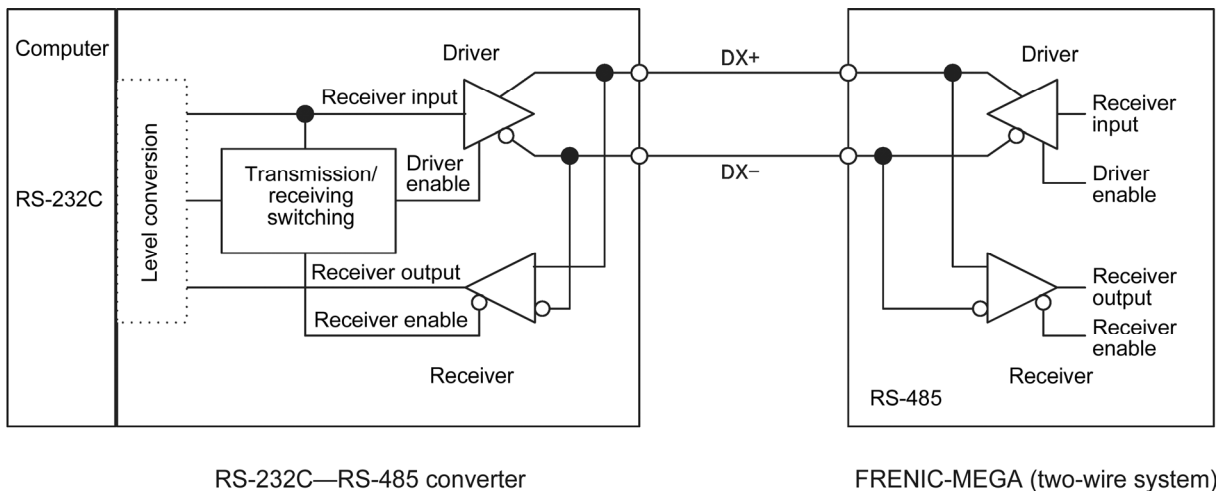 Computer
RS-232C
Level conversion
Driver
Receiver input
Transmission/
receiving
switching
Driver
enable
Receiver output
Receiver enable
Receiver
DX+
DX−
Driver
Receiver
input
Driver
enable
Receiver
output
Receiver
enable
Receiver
RS-485
RS-232C—RS-485 converter
FRENIC-MEGA (two-wire system)